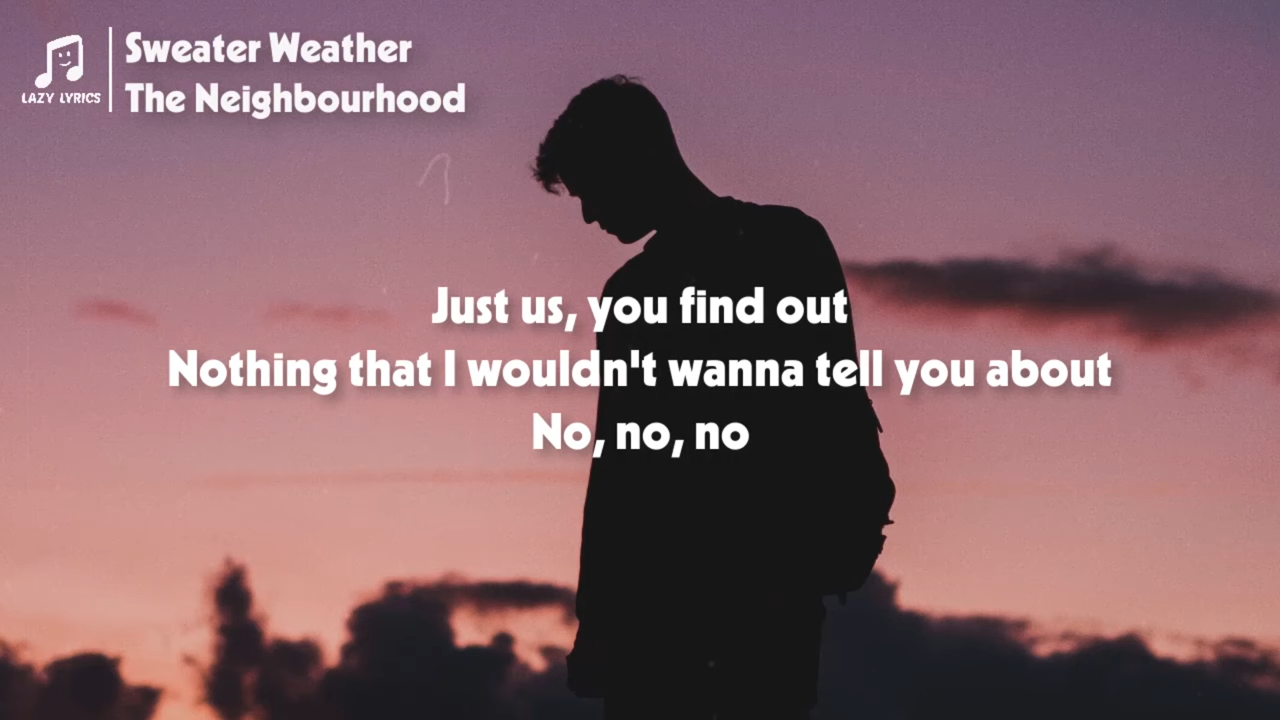 Sweater Weather
LAZY LYRICS
The Neighbourhood
Just us, you find out
Nothing that I wouldn't wanna tell you about
No, no, no